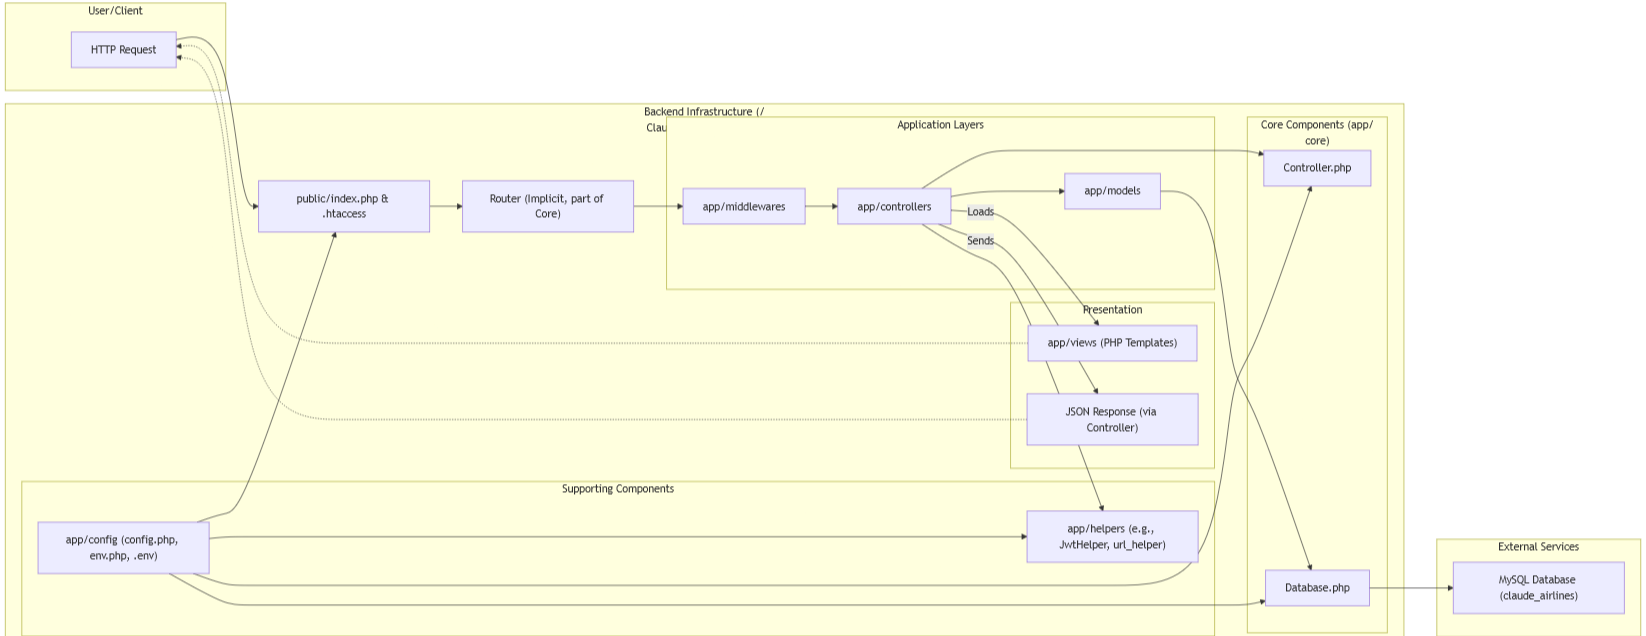 User/Client
HTTP Request
Backend Infrastructure (/
Clau
Application Layers
Core Components (app/
core)
Controller.php
public/index.php &
.htaccess
Router (Implicit, part of
Core)
app/middlewares
app/controllers
app/models
Loads
Sends
Presentation
app/views (PHP Templates)
JSON Response (via
Controller)
Supporting Components
app/config (config.php,
env.php, .env)
app/helpers (e.g.,
JwtHelper, url_helper)
Database.php
External Services
MySQL Database
(claude_airlines)